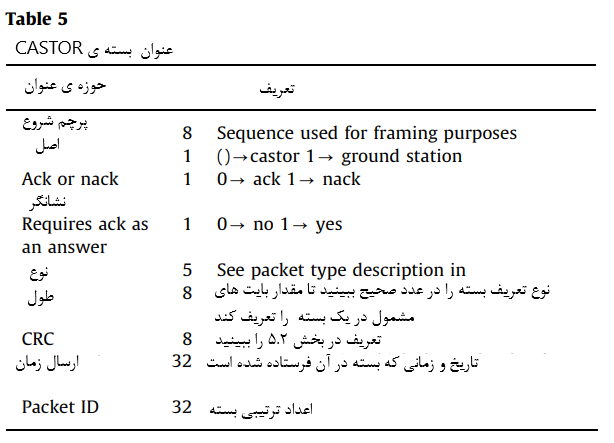 Table 5
عنوان بسته ی CASTOR
حوزه ی عنوان تعریف
پرچم شروع 8 Sequence used for framing purposes
اصل 1 ()→castor 1→ ground station
Ack or nack 1 0→ ack 1→ nack
نشانگر
Requires ack as 1 0→ no 1→ yes
an answer
نوع 5 See packet type description in
طول 8 نوع تعریف بسته را در عدد صحیح ببینید تا مقدار بایت های
مشمول در یک بسته را تعریف کند
CRC 8 تعریف در بخش ۵.۲ را ببینید
ارسال زمان 32 تاریخ و زمانی که بسته در آن فرستاده شده است
Packet ID 32 اعداد ترتیبی بسته